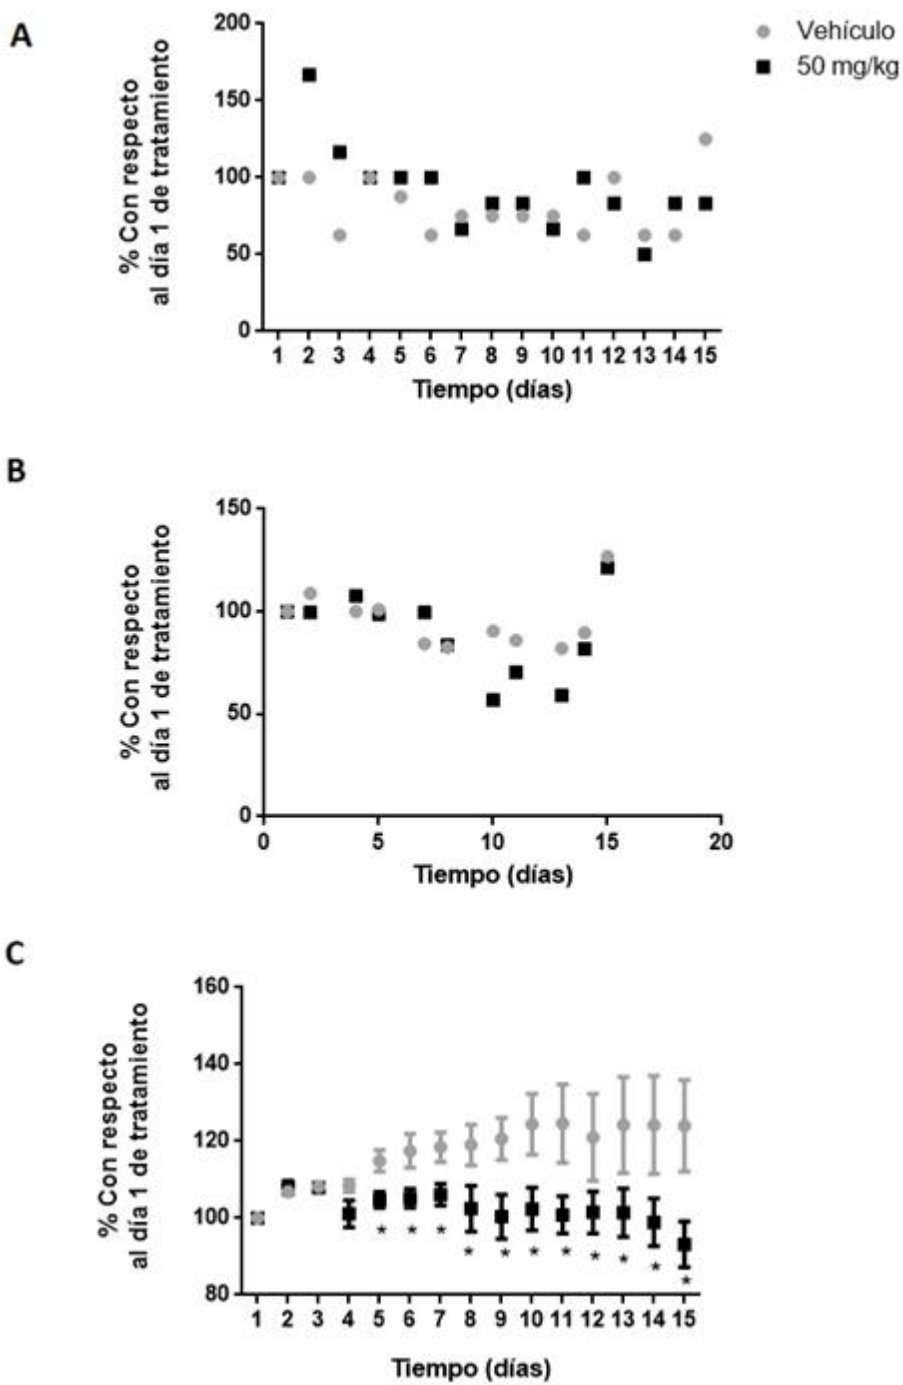 A
Vehículo
50 mg/kg
% Con respecto
al día 1 de tratamiento
200
150
100
50
0
1 2 3 4 5 6 7 8 9 10 11 12 13 14 15
Tiempo (días)
B
% Con respecto
al día 1 de tratamiento
150
100
50
0
0 5 10 15 20
Tiempo (días)
C
% Con respecto
al día 1 de tratamiento
160
140
120
100
80
* * * * * * * * * * *
1 2 3 4 5 6 7 8 9 10 11 12 13 14 15
Tiempo (días)